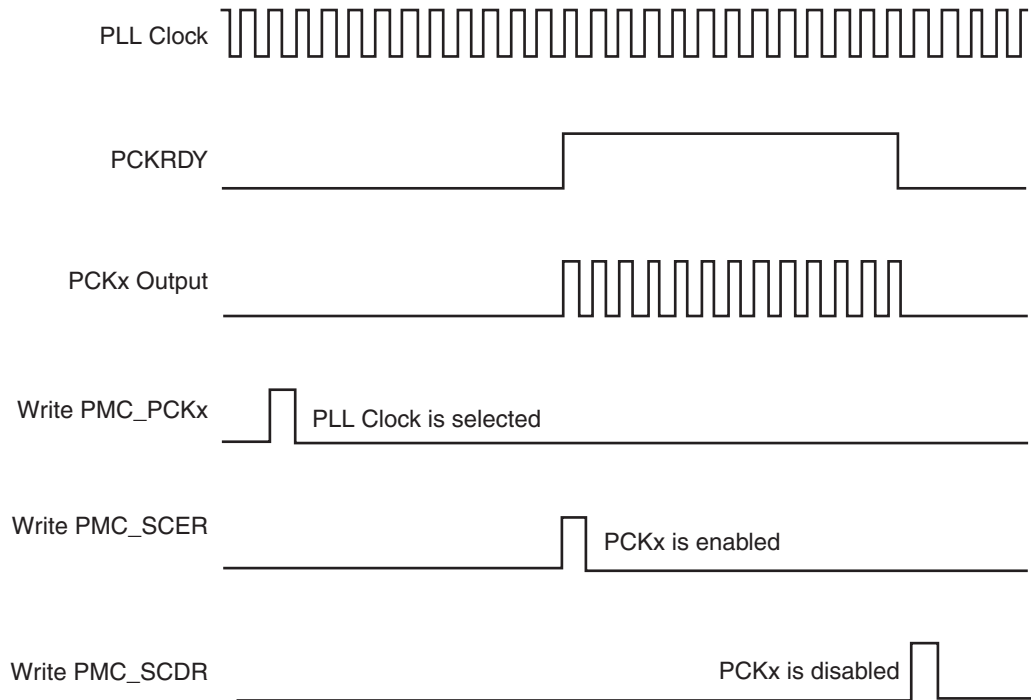 PLL Clock
PCKRDY
PCKx Output
Write PMC_PCKx
PLL Clock is selected
Write PMC_SCER
PCKx is enabled
Write PMC_SCDR
PCKx is disabled